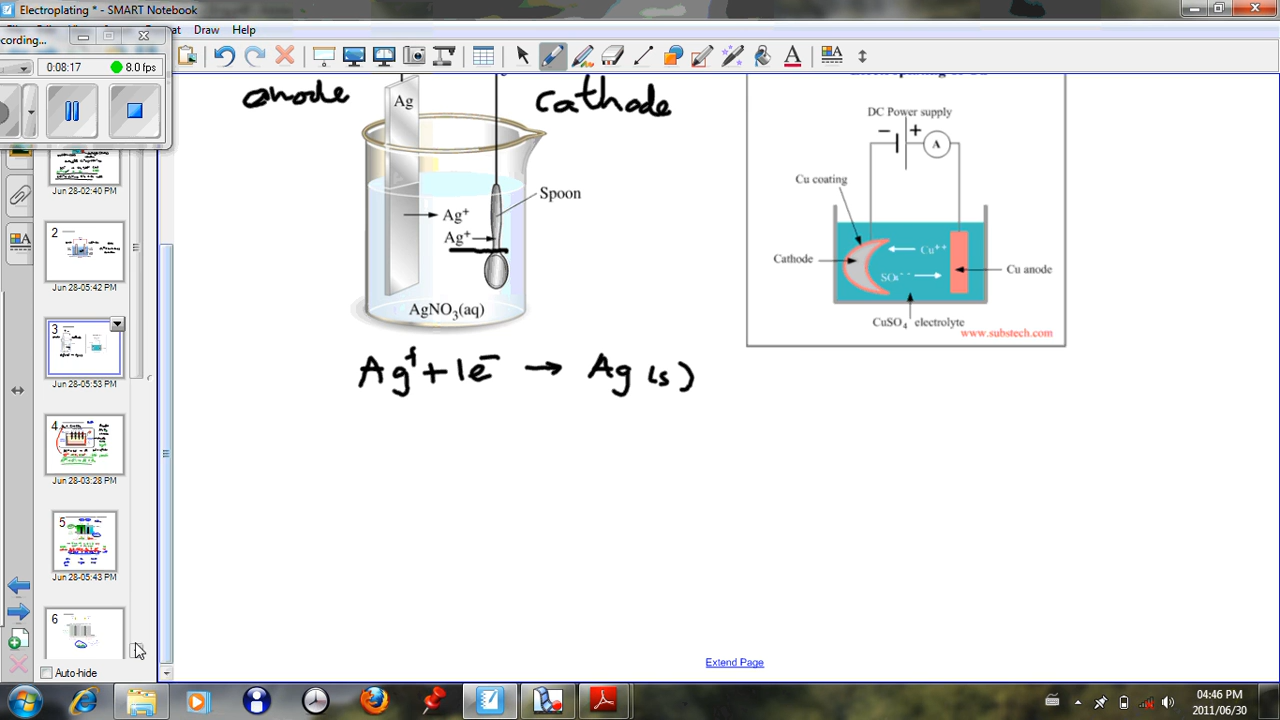 Electroplating * - SMART Notebook
cording...
at Draw View Help
0:08:17 8.0 fps
anode
Ag
cathode
Spoon
Ag+
Ag+
AgNO₃(aq)
Ag⁺ + 1e⁻ → Ag (s)
DC Power supply
− +
A
Cu coating
Cathode
Cu++
SO₄−−
Cu anode
CuSO₄ electrolyte
www.substech.com
Jun 28-02:40 PM
2
Jun 28-05:42 PM
3
Jun 28-05:53 PM
4
Jun 28-03:28 PM
5
Jun 28-05:43 PM
6
Auto-hide
Extend Page
04:46 PM
2011/06/30